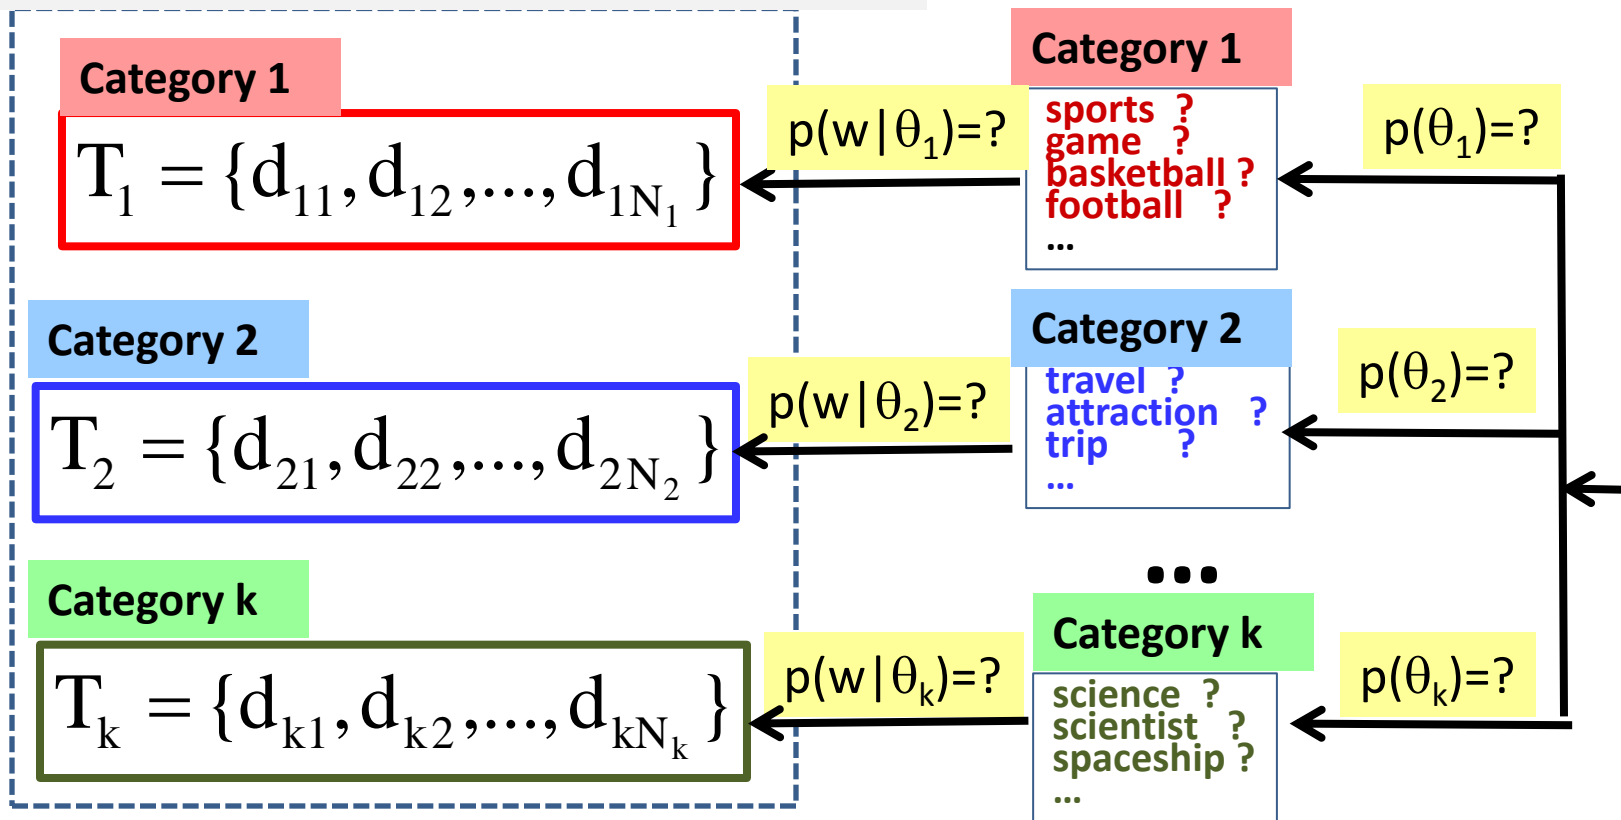 Category 1
T₁ = {d₁₁, d₁₂,..., d₁N₁}
p(w|θ₁)=?
Category 1
sports ?
game ?
basketball ?
football ?
...
p(θ₁)=?
Category 2
T₂ = {d₂₁, d₂₂,..., d₂N₂}
p(w|θ₂)=?
Category 2
travel ?
attraction ?
trip ?
...
p(θ₂)=?
...
Category k
Tₖ = {dₖ₁, dₖ₂,..., dₖNₖ}
p(w|θₖ)=?
Category k
science ?
scientist ?
spaceship ?
...
p(θₖ)=?